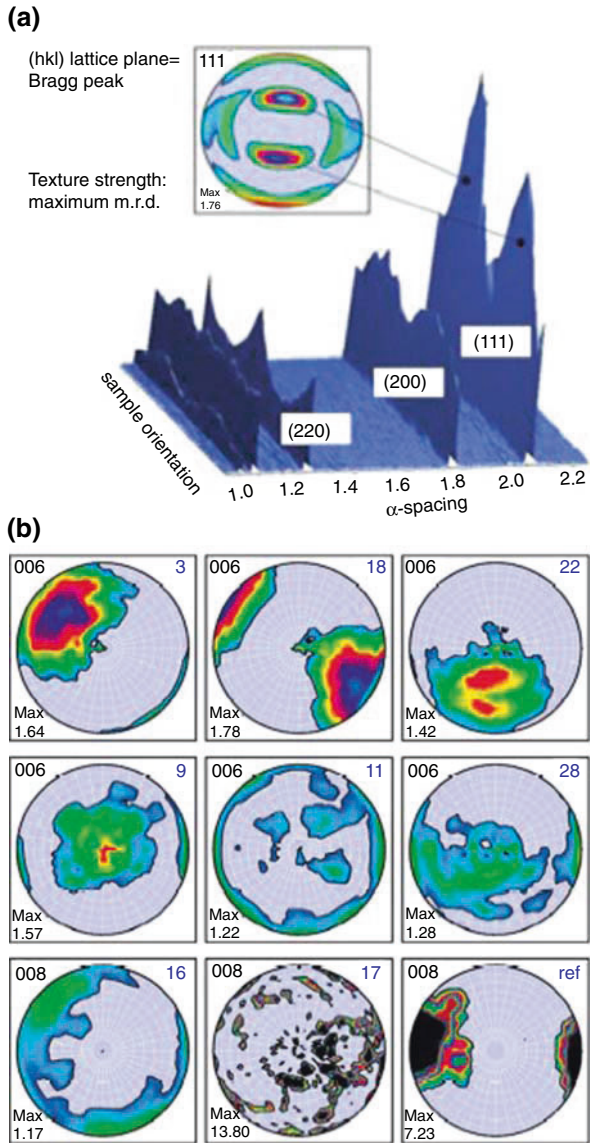 (a)
(hkl) lattice plane=
Bragg peak
111
Texture strength:
maximum m.r.d.
Max
1.76
(111)
(200)
(220)
sample orientation
1.0 1.2 1.4 1.6 1.8 2.0 2.2
α-spacing
(b)
006 3
Max
1.64
006 18
Max
1.78
006 22
Max
1.42
006 9
Max
1.57
006 11
Max
1.22
006 28
Max
1.28
008 16
Max
1.17
008 17
Max
13.80
008 ref
Max
7.23